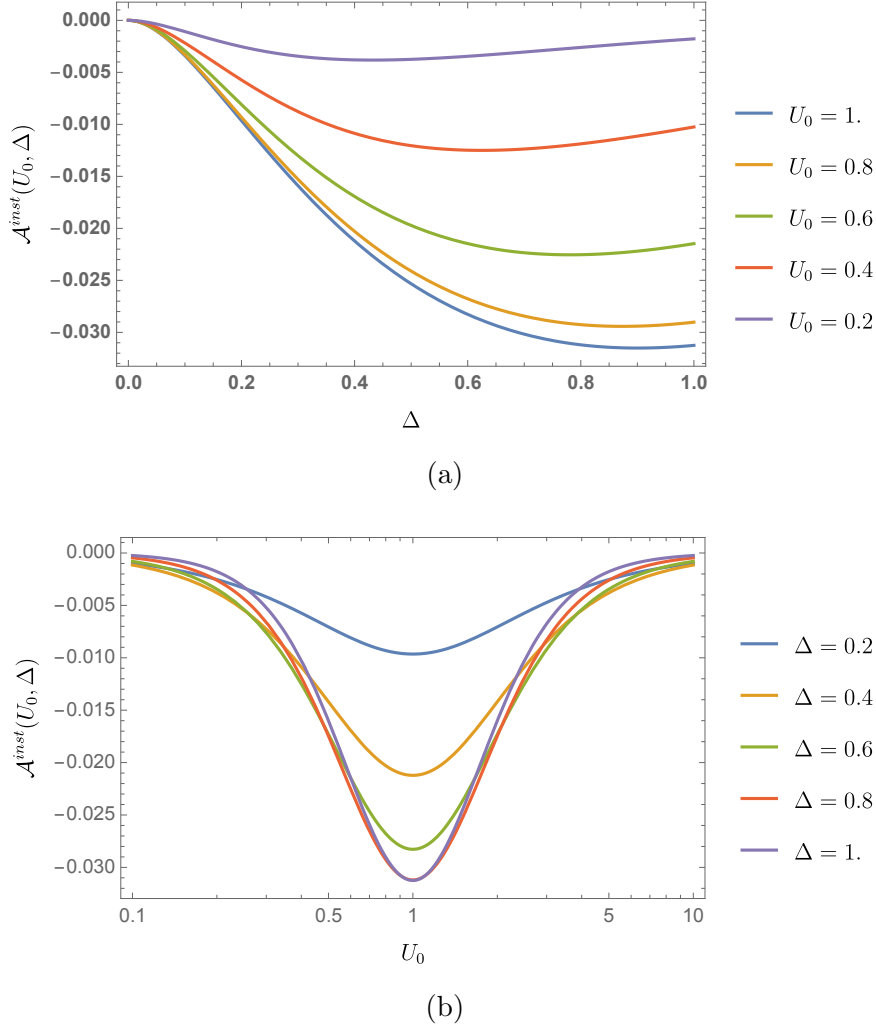 0.000
−0.005
−0.010
−0.015
−0.020
−0.025
−0.030
𝒜^{inst}(U_0, Δ)
0.0 0.2 0.4 0.6 0.8 1.0
Δ
U_0 = 1.
U_0 = 0.8
U_0 = 0.6
U_0 = 0.4
U_0 = 0.2
(a)
0.000
−0.005
−0.010
−0.015
−0.020
−0.025
−0.030
𝒜^{inst}(U_0, Δ)
0.1 0.5 1 5 10
U_0
Δ = 0.2
Δ = 0.4
Δ = 0.6
Δ = 0.8
Δ = 1.
(b)